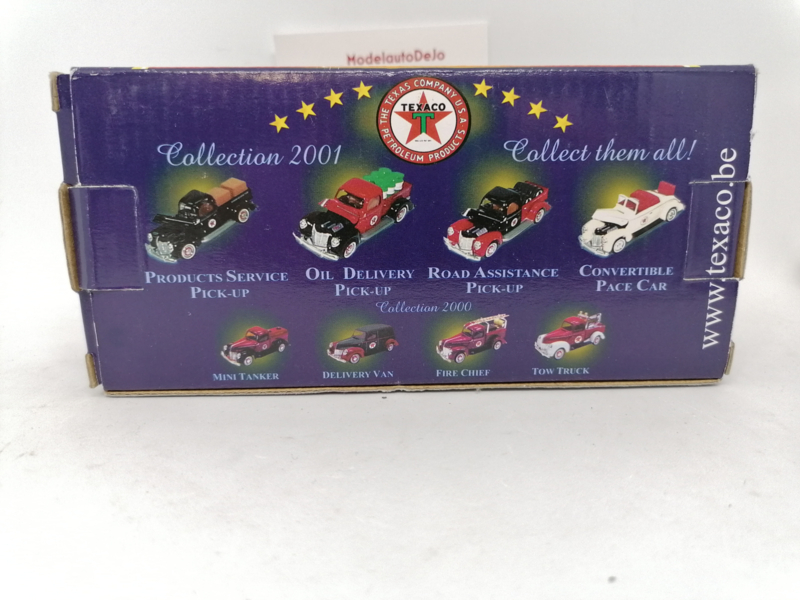 ModelautoDeJo
THE TEXAS COMPANY U.S.A.
TEXACO
T
PETROLEUM PRODUCTS
Collection 2001
Collect them all!
PRODUCTS SERVICE
PICK-UP
OIL DELIVERY
PICK-UP
ROAD ASSISTANCE
PICK-UP
CONVERTIBLE
PACE CAR
Collection 2000
MINI TANKER
DELIVERY VAN
FIRE CHIEF
TOW TRUCK
www.texaco.be